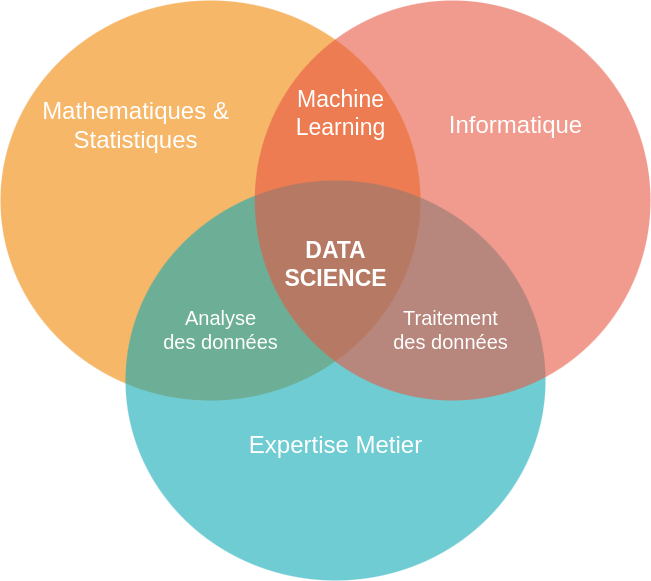 Mathematiques &
Statistiques
Machine
Learning
Informatique
DATA
SCIENCE
Analyse
des données
Traitement
des données
Expertise Metier